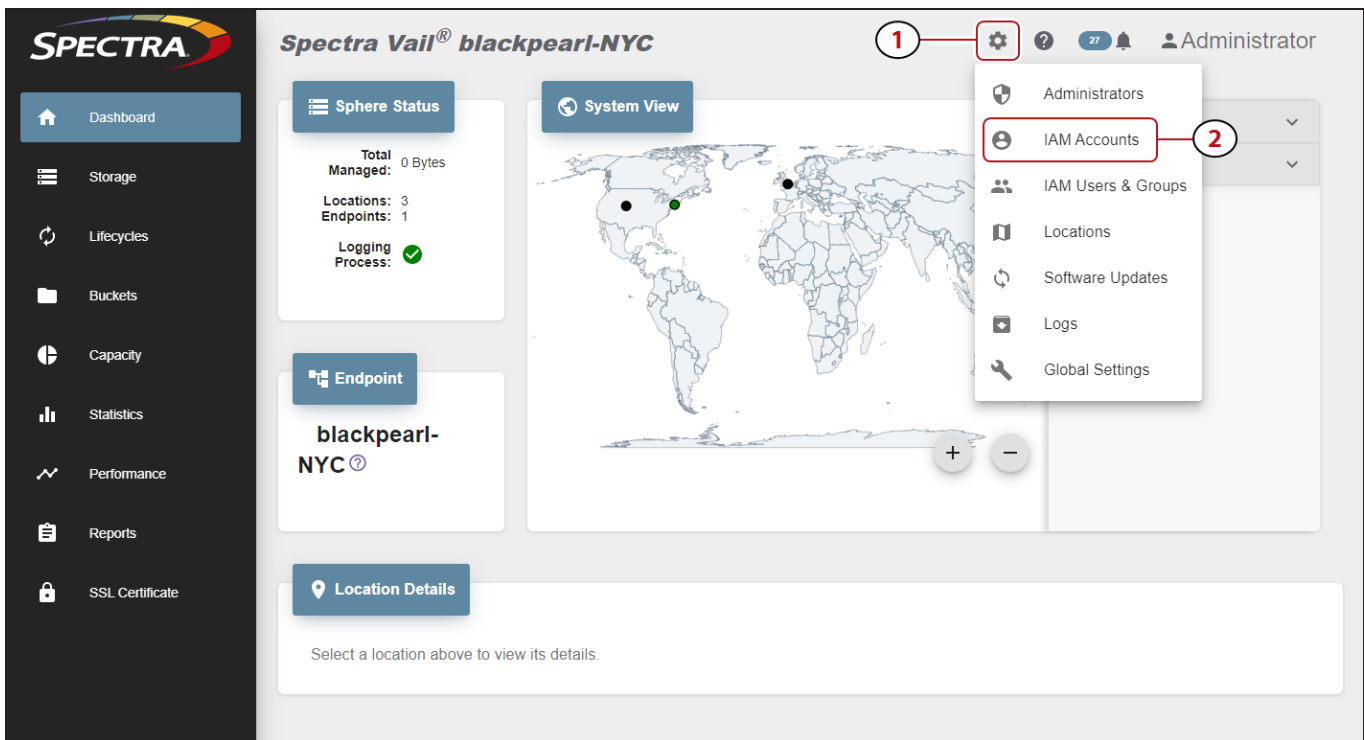 SPECTRA
Spectra Vail® blackpearl-NYC
1
27
Administrator
Dashboard
Storage
Lifecycles
Buckets
Capacity
Statistics
Performance
Reports
SSL Certificate
Sphere Status
Total Managed: 0 Bytes
Locations: 3
Endpoints: 1
Logging Process:
Endpoint
blackpearl-
NYC
System View
+ −
Administrators
IAM Accounts
2
IAM Users & Groups
Locations
Software Updates
Logs
Global Settings
Location Details
Select a location above to view its details.